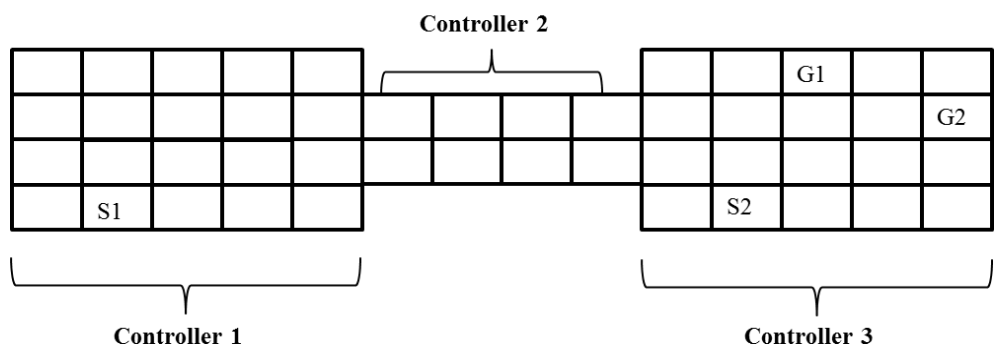 Controller 2
G1
G2
S1
S2
Controller 1
Controller 3